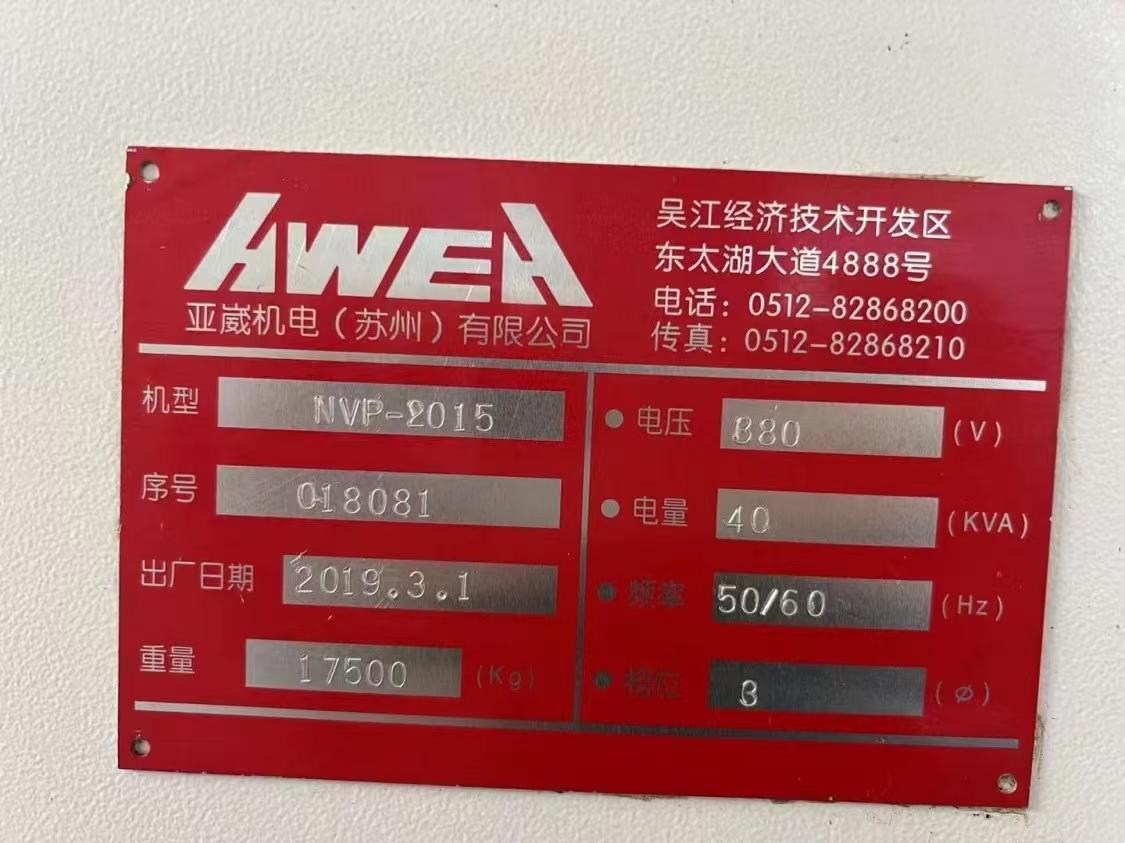 AWEA
亚崴机电（苏州）有限公司
吴江经济技术开发区
东太湖大道4888号
电话：0512-82868200
传真：0512-82868210
机型 NVP-2015
序号 018081
出厂日期 2019.3.1
重量 17500 (Kg)
电压 380 (V)
电量 40 (KVA)
频率 50/60 (Hz)
相位 3 (Ø)